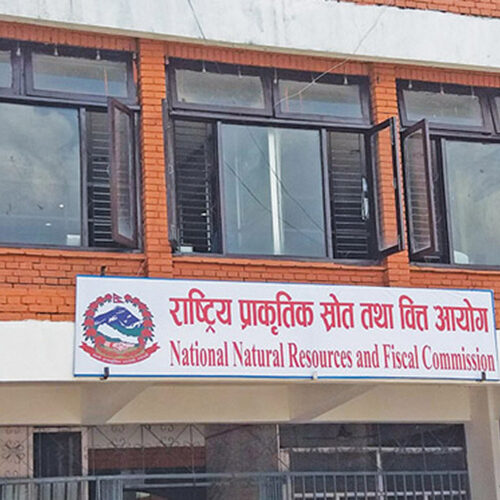 राष्ट्रिय प्राकृतिक स्रोत तथा वित्त आयोग
National Natural Resources and Fiscal Commission